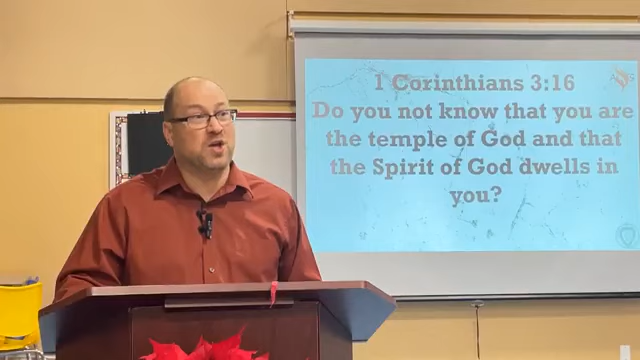 1 Corinthians 3:16
Do you not know that you are
the temple of God and that
the Spirit of God dwells in
you?